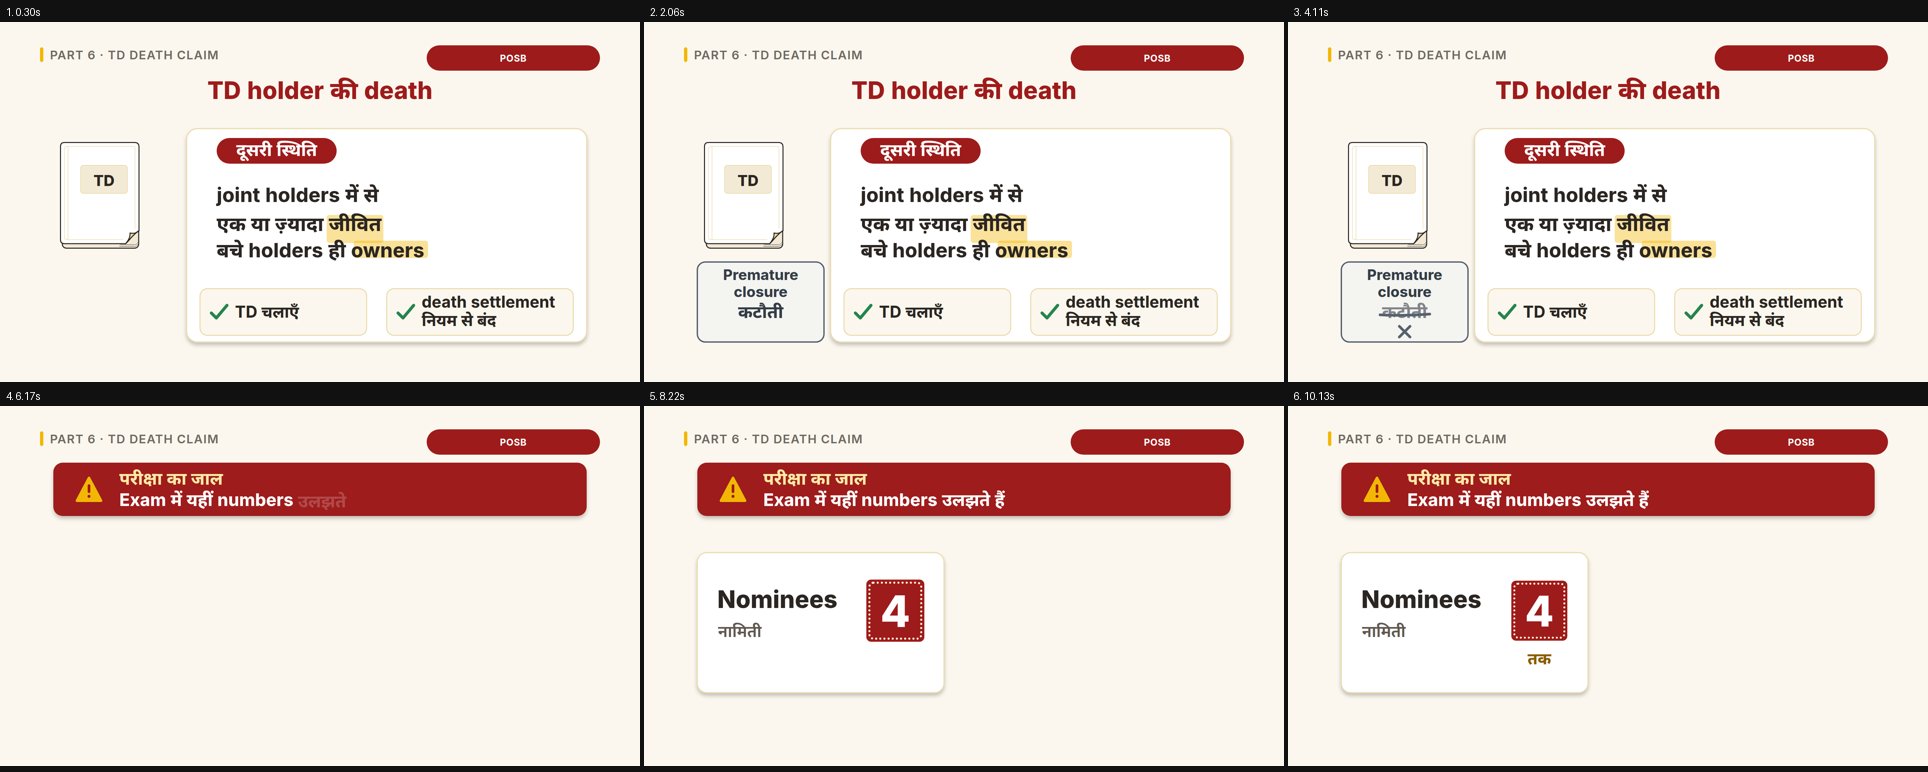 1. 0.30s
PART 6 · TD DEATH CLAIM
POSB
TD holder की death
TD
दूसरी स्थिति
joint holders में से
एक या ज़्यादा जीवित
बचे holders ही owners
TD चलाएँ
death settlement
नियम से बंद
2. 2.06s
PART 6 · TD DEATH CLAIM
POSB
TD holder की death
TD
दूसरी स्थिति
joint holders में से
एक या ज़्यादा जीवित
बचे holders ही owners
Premature
closure
कटौती
TD चलाएँ
death settlement
नियम से बंद
3. 4.11s
PART 6 · TD DEATH CLAIM
POSB
TD holder की death
TD
दूसरी स्थिति
joint holders में से
एक या ज़्यादा जीवित
बचे holders ही owners
Premature
closure
कटौती
TD चलाएँ
death settlement
नियम से बंद
4. 6.17s
PART 6 · TD DEATH CLAIM
POSB
परीक्षा का जाल
Exam में यहीं numbers उलझते
5. 8.22s
PART 6 · TD DEATH CLAIM
POSB
परीक्षा का जाल
Exam में यहीं numbers उलझते हैं
Nominees
नामिती
4
6. 10.13s
PART 6 · TD DEATH CLAIM
POSB
परीक्षा का जाल
Exam में यहीं numbers उलझते हैं
Nominees
नामिती
4
तक